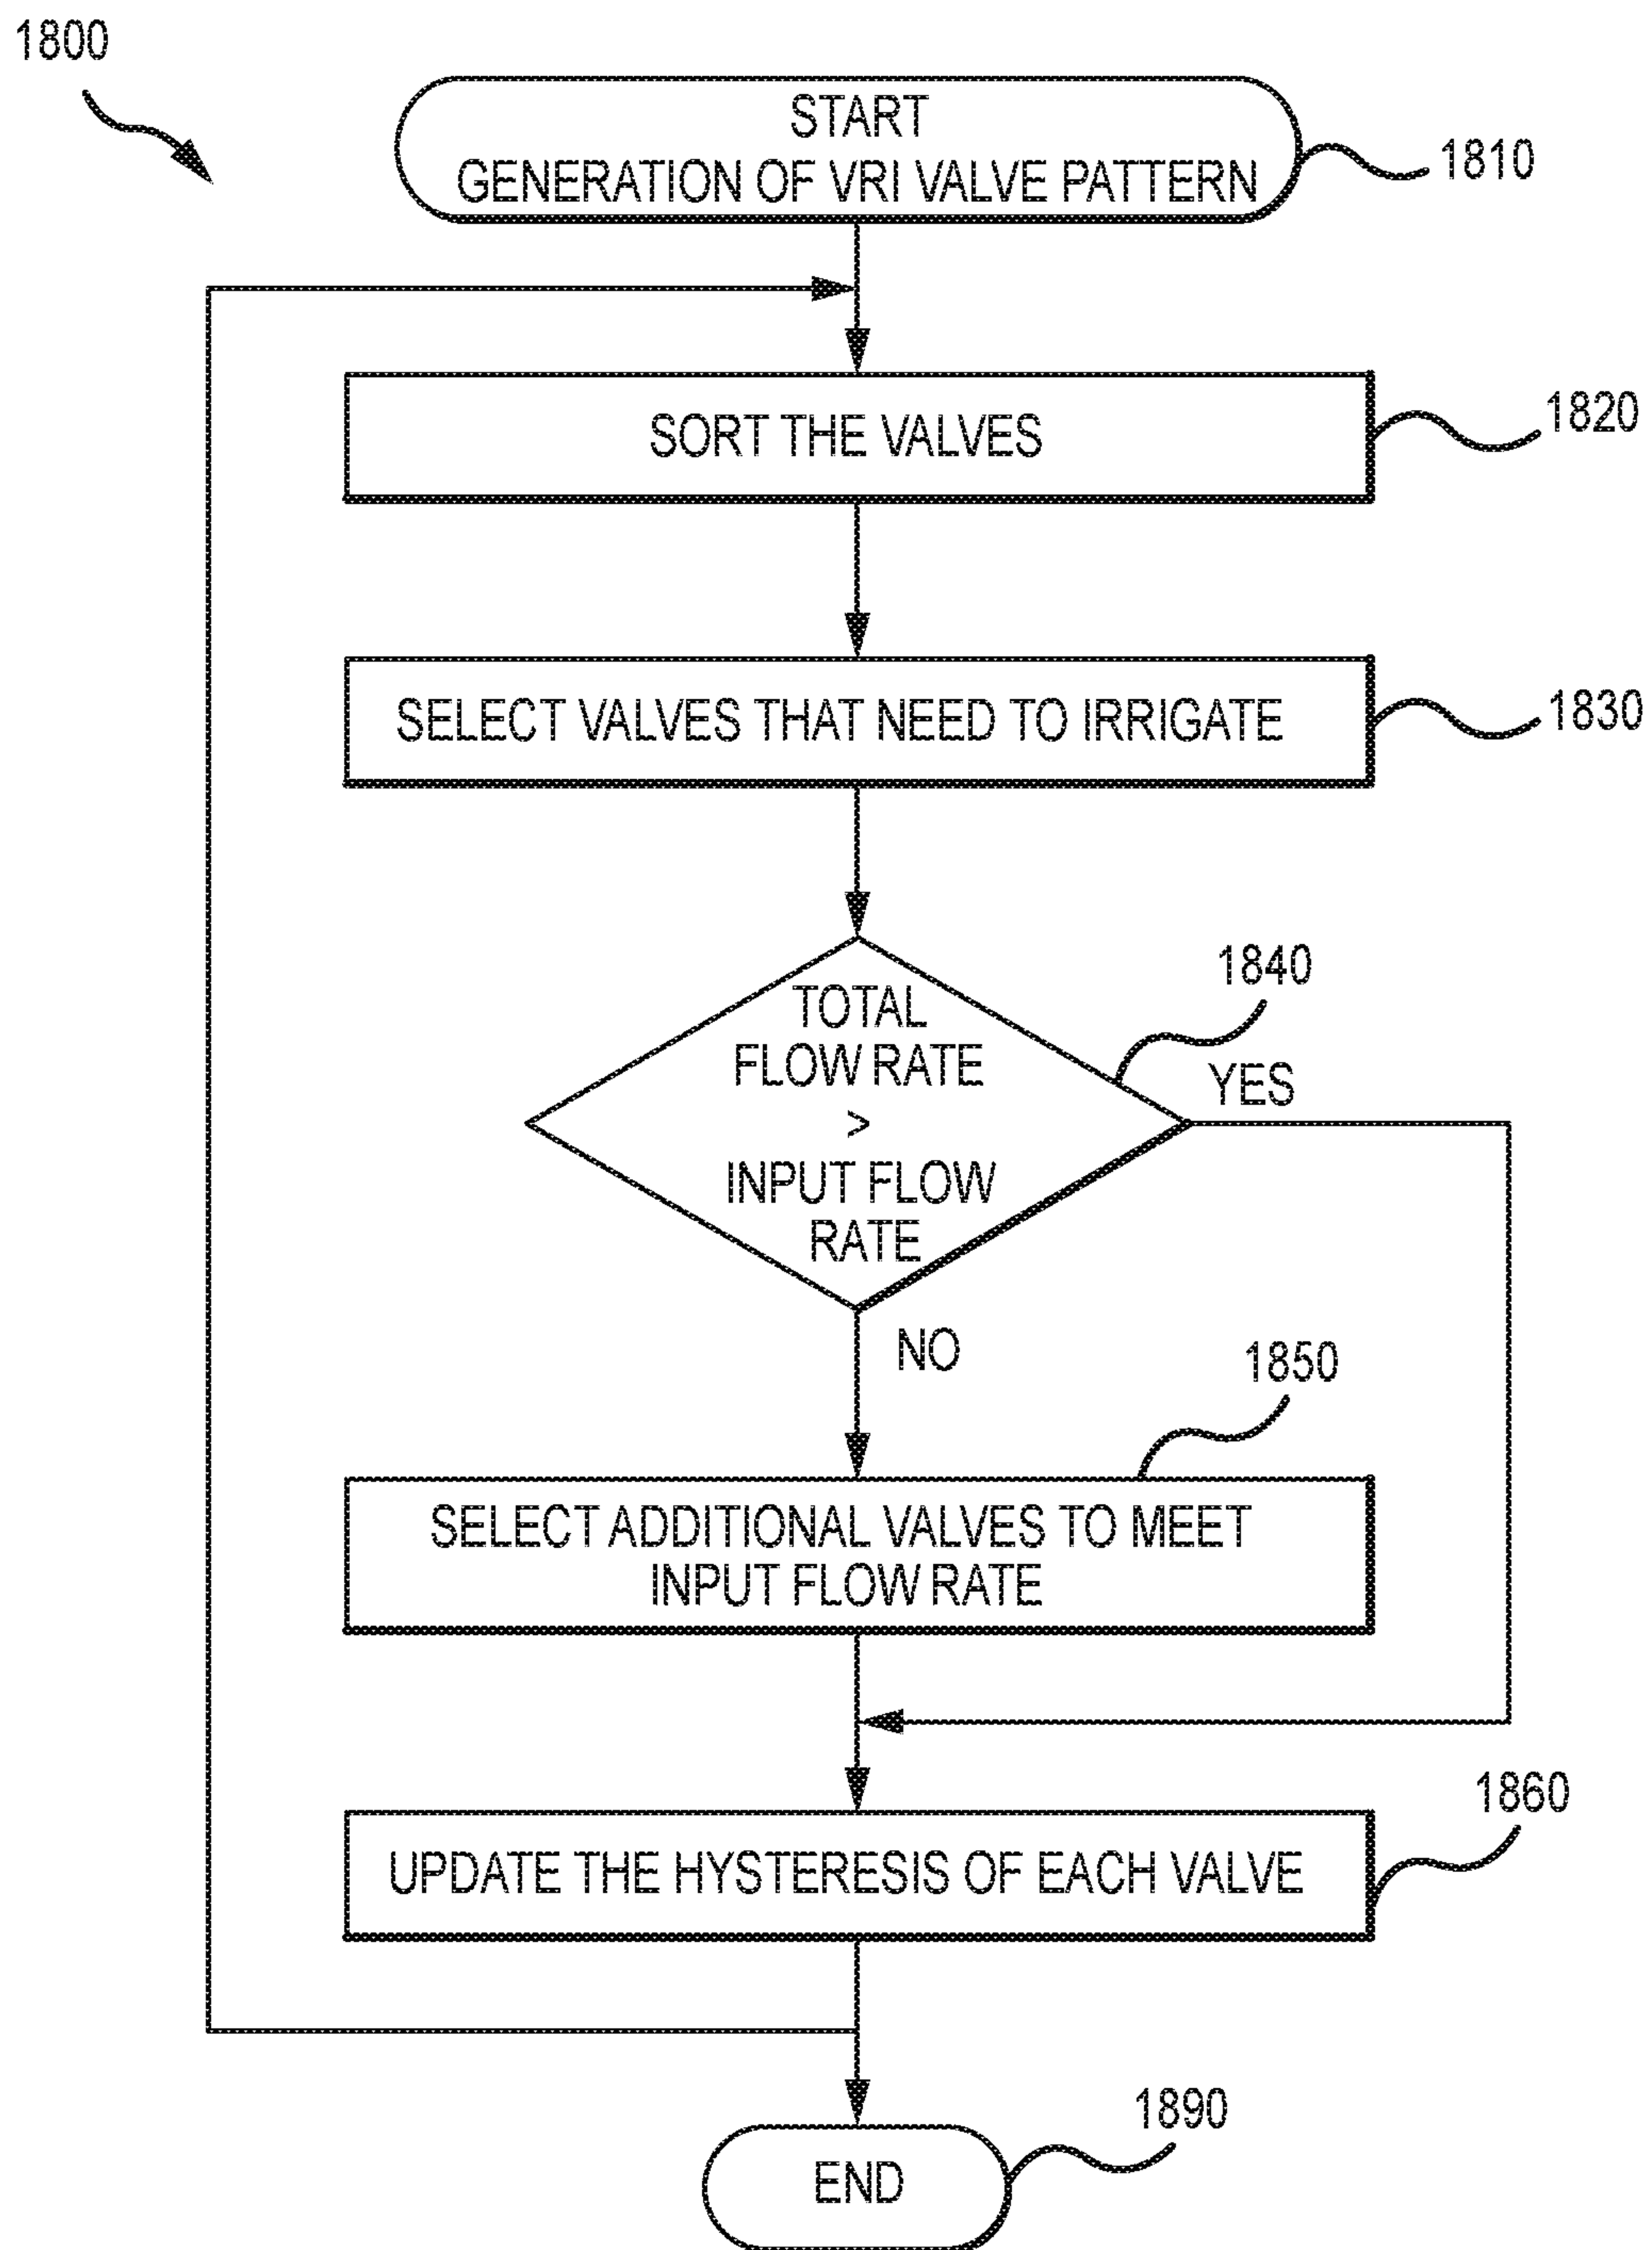 1800
START
GENERATION OF VRI VALVE PATTERN
1810
SORT THE VALVES
1820
SELECT VALVES THAT NEED TO IRRIGATE
1830
TOTAL
FLOW RATE
>
INPUT FLOW
RATE
1840
YES
NO
1850
SELECT ADDITIONAL VALVES TO MEET
INPUT FLOW RATE
1860
UPDATE THE HYSTERESIS OF EACH VALVE
1890
END